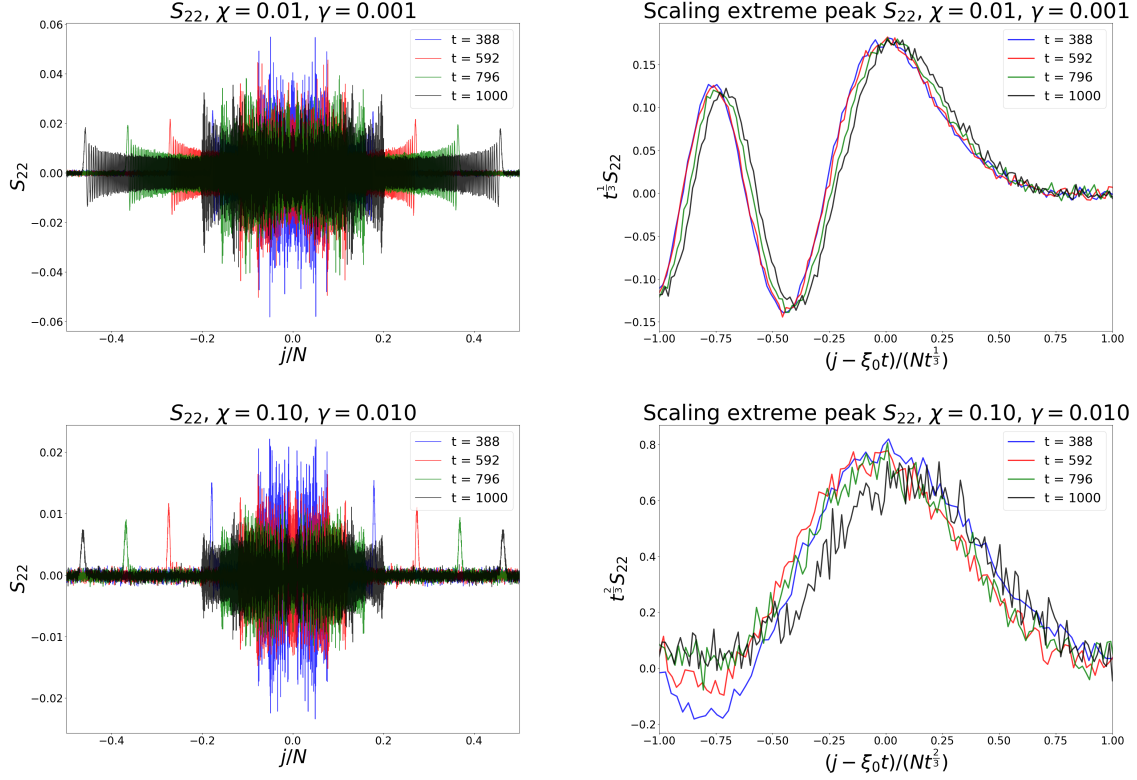 S₂₂, χ = 0.01, γ = 0.001
0.06
0.04
0.02
0.00
−0.02
−0.04
−0.06
S₂₂
t = 388
t = 592
t = 796
t = 1000
−0.4
−0.2
0.0
0.2
0.4
j/N
Scaling extreme peak S₂₂, χ = 0.01, γ = 0.001
0.15
0.10
0.05
0.00
−0.05
−0.10
−0.15
t^{1/3}S₂₂
t = 388
t = 592
t = 796
t = 1000
−1.00
−0.75
−0.50
−0.25
0.00
0.25
0.50
0.75
1.00
(j − ξ₀t)/(Nt^{1/3})
S₂₂, χ = 0.10, γ = 0.010
0.02
0.01
0.00
−0.01
−0.02
S₂₂
t = 388
t = 592
t = 796
t = 1000
−0.4
−0.2
0.0
0.2
0.4
j/N
Scaling extreme peak S₂₂, χ = 0.10, γ = 0.010
0.8
0.6
0.4
0.2
0.0
−0.2
t^{2/3}S₂₂
t = 388
t = 592
t = 796
t = 1000
−1.00
−0.75
−0.50
−0.25
0.00
0.25
0.50
0.75
1.00
(j − ξ₀t)/(Nt^{2/3})